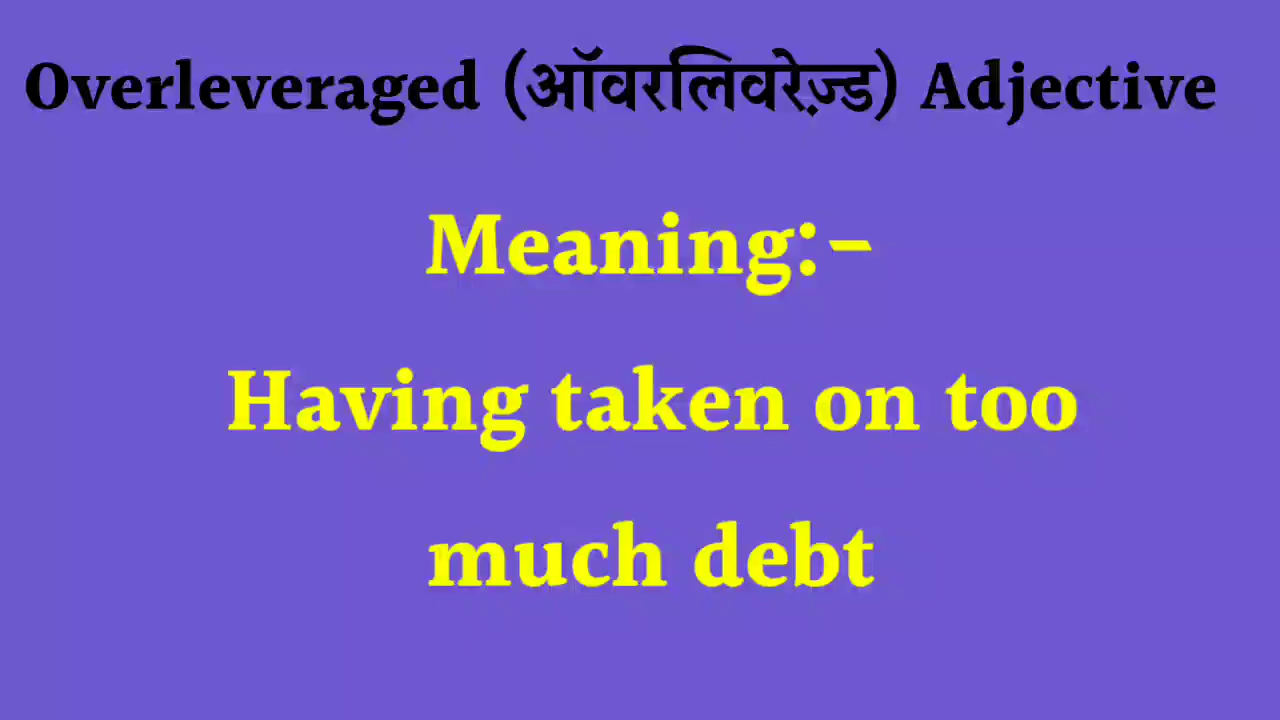 Overleveraged (ऑवरलिवरेज़्ड) Adjective
Meaning:-
Having taken on too
much debt